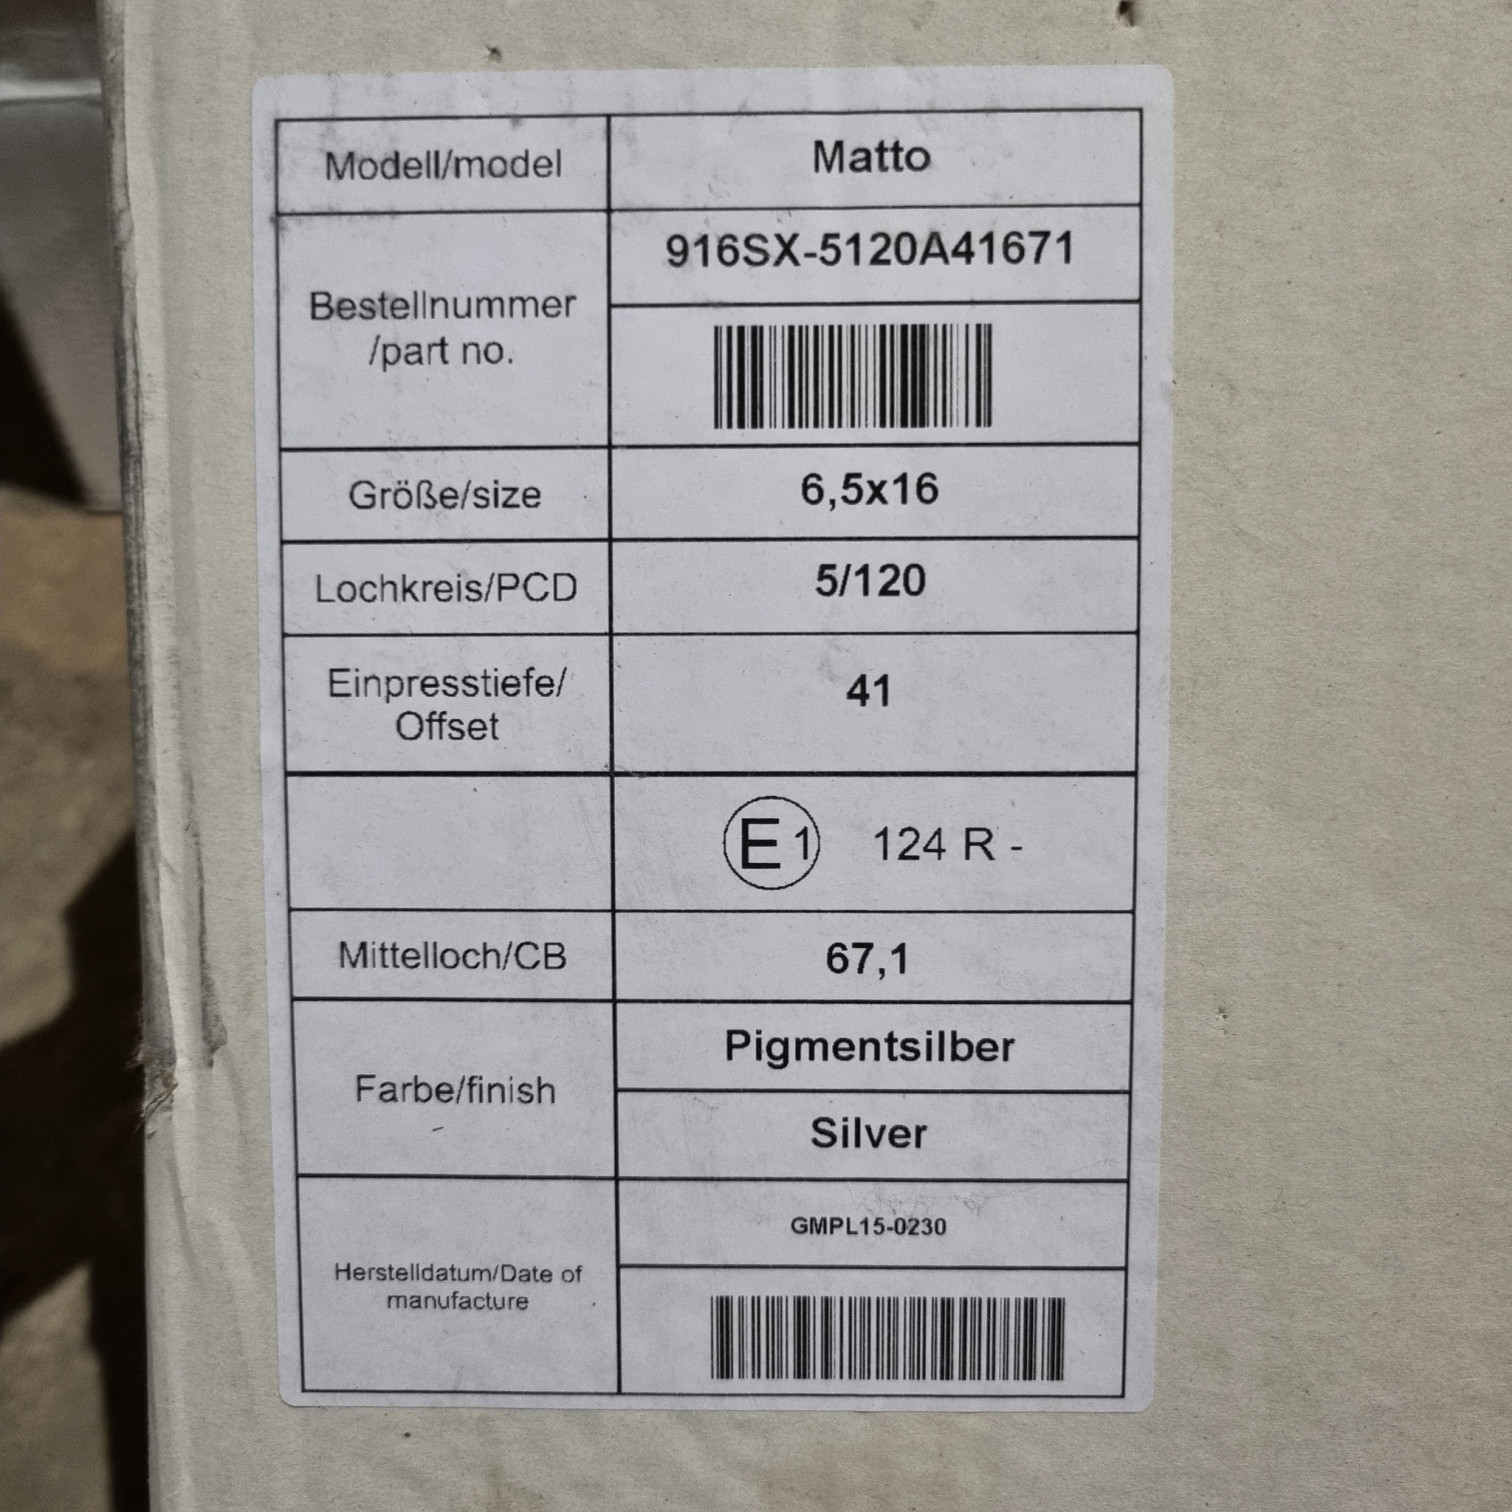 Modell/model
Matto
Bestellnummer
/part no.
916SX-5120A41671
Größe/size
6,5x16
Lochkreis/PCD
5/120
Einpresstiefe/
Offset
41
E1 124 R -
Mittelloch/CB
67,1
Farbe/finish
Pigmentsilber
Silver
Herstelldatum/Date of
manufacture
GMPL15-0230